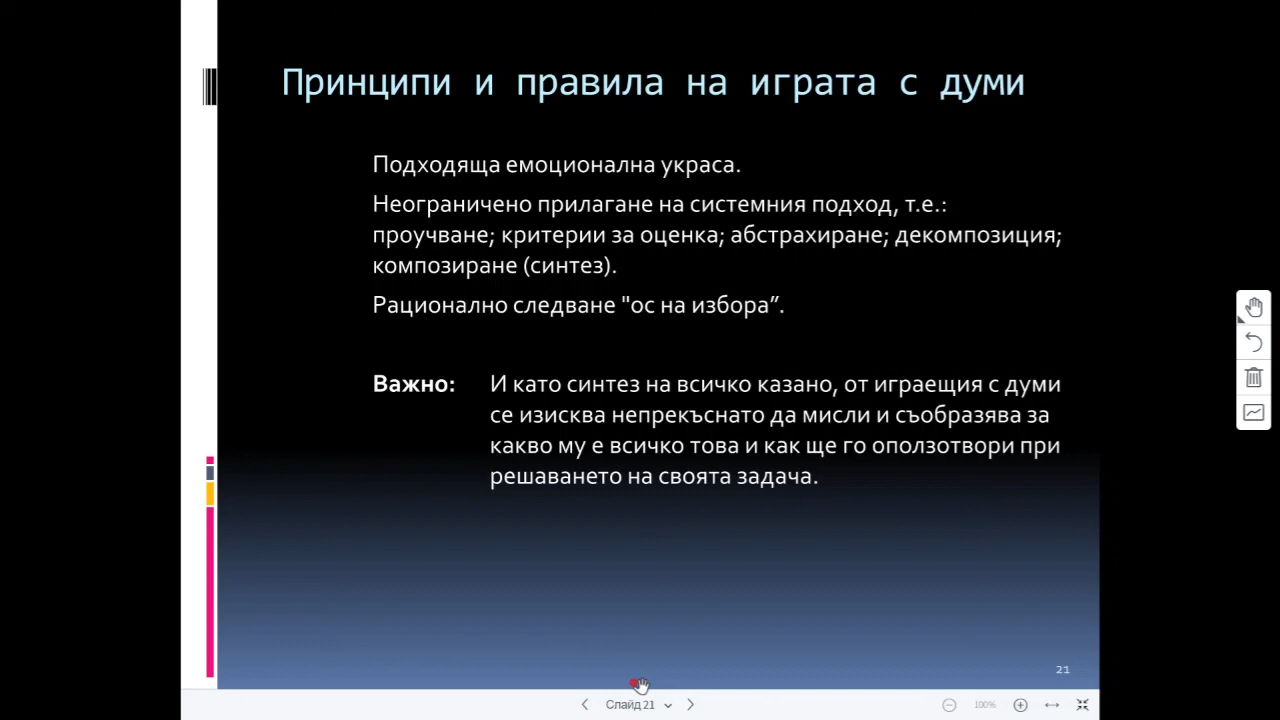 Принципи и правила на играта с думи
Подходяща емоционална украса.
Неограничено прилагане на системния подход, т.е.:
проучване; критерии за оценка; абстрахиране; декомпозиция;
композиране (синтез).
Рационално следване "ос на избора”.
Важно: И като синтез на всичко казано, от играещия с думи
се изисква непрекъснато да мисли и съобразява за
какво му е всичко това и как ще го оползотвори при
решаването на своята задача.
21
Слайд 21
100%